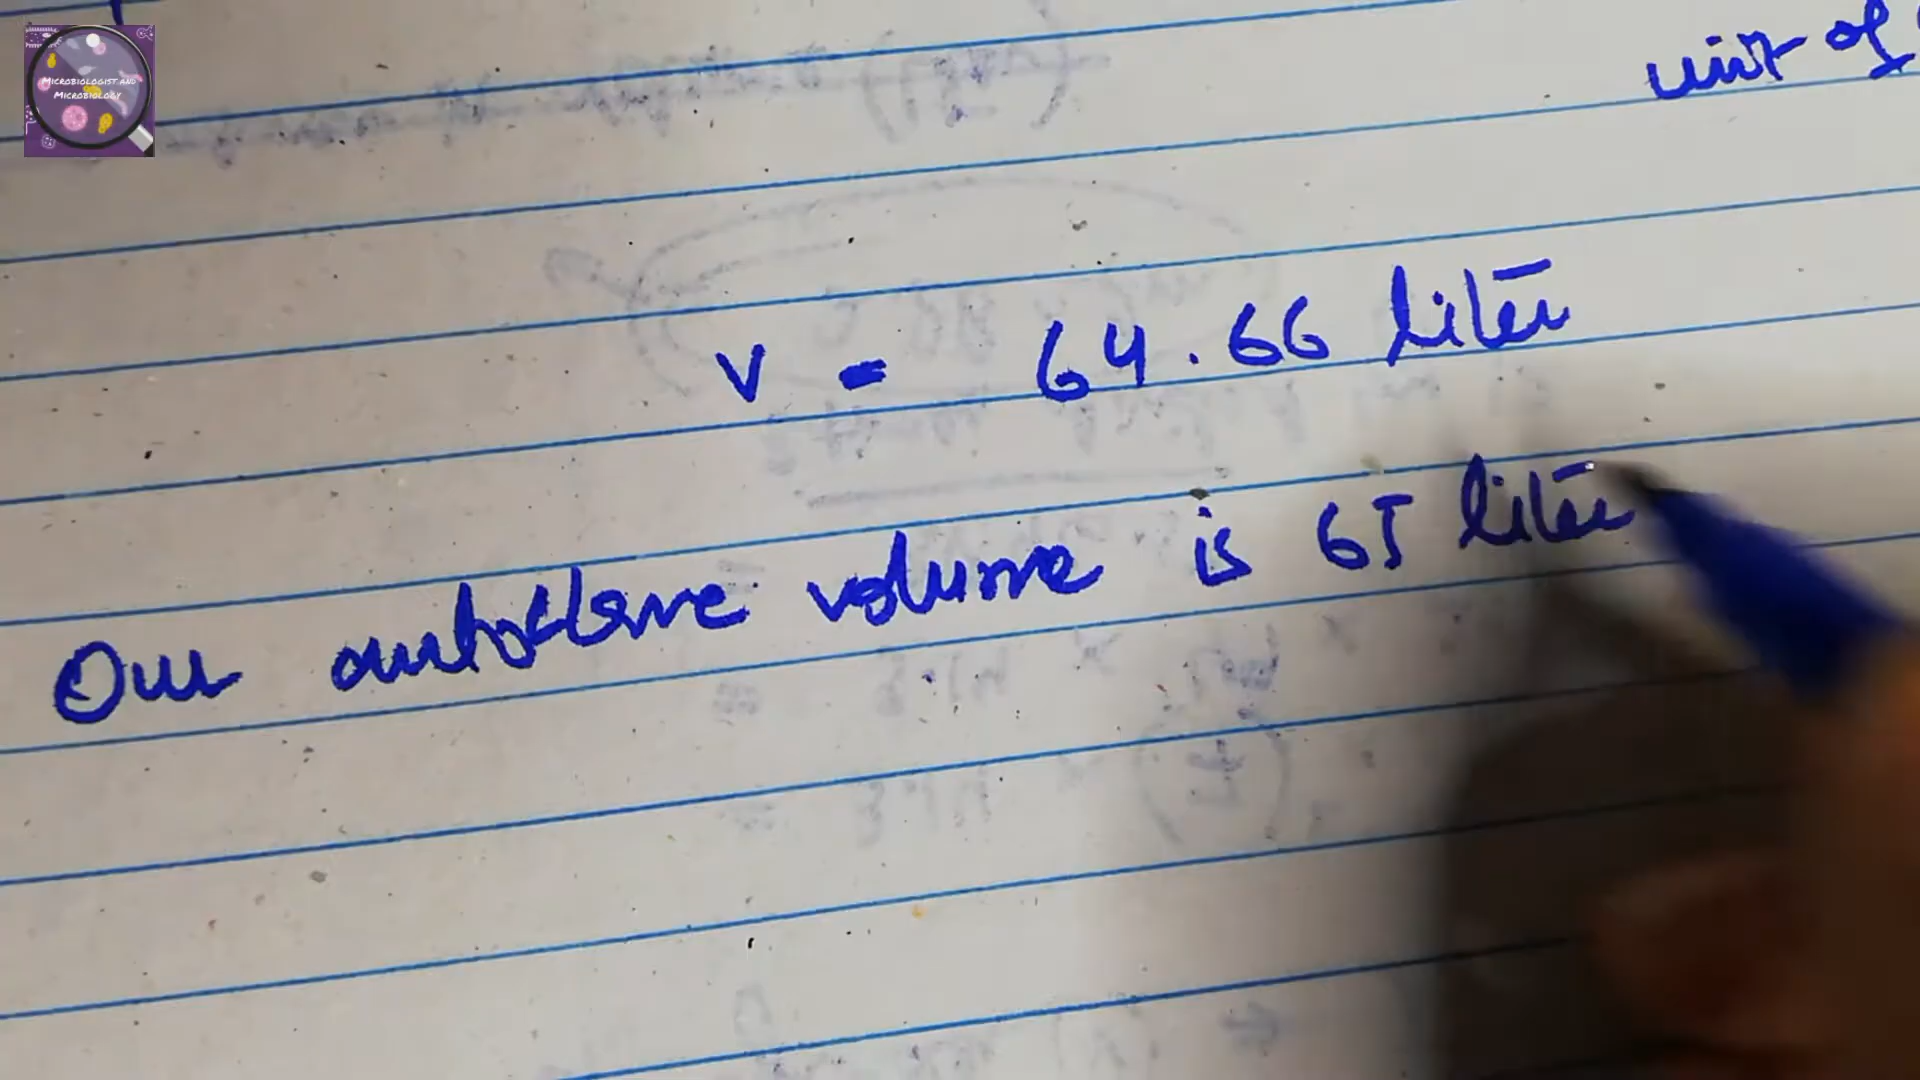 MICROBIOLOGIST AND
MICROBIOLOGY
unit of
V = 64.66 liter
Our autoclave volume is 65 liter